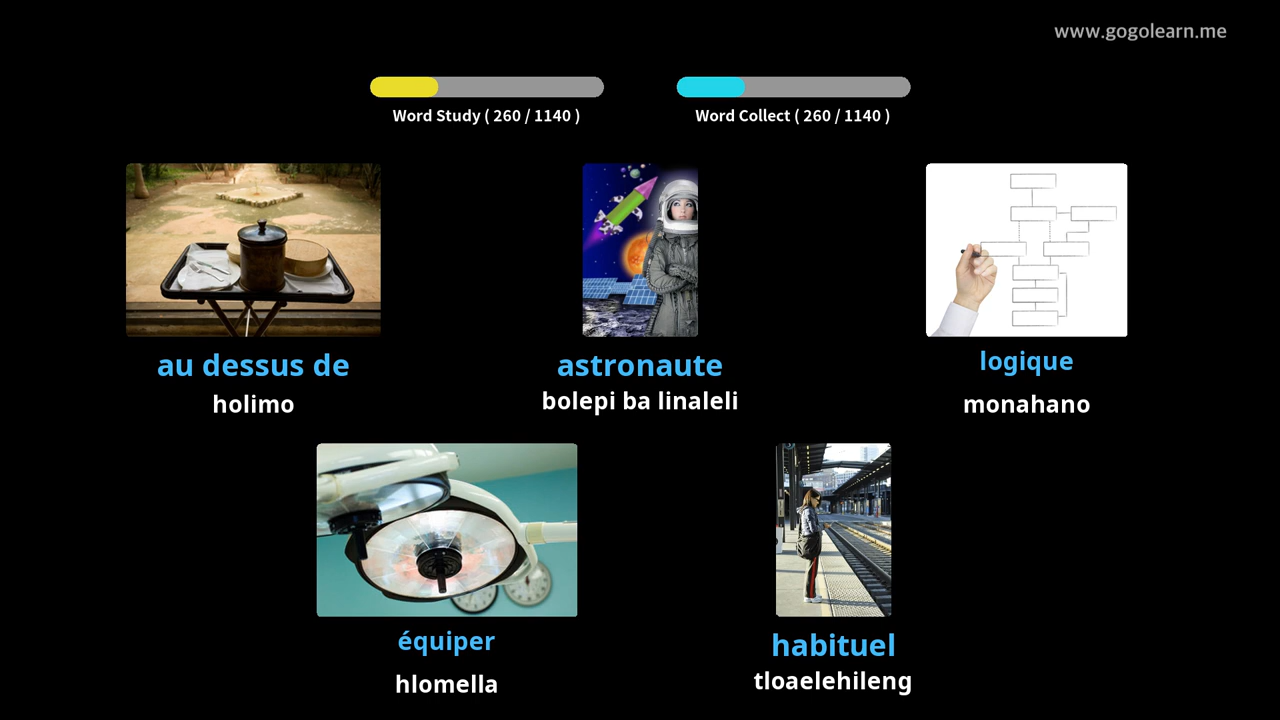 www.gogolearn.me
Word Study ( 260 / 1140 )
Word Collect ( 260 / 1140 )
au dessus de
holimo
astronaute
bolepi ba linaleli
logique
monahano
équiper
hlomella
habituel
tloaelehileng